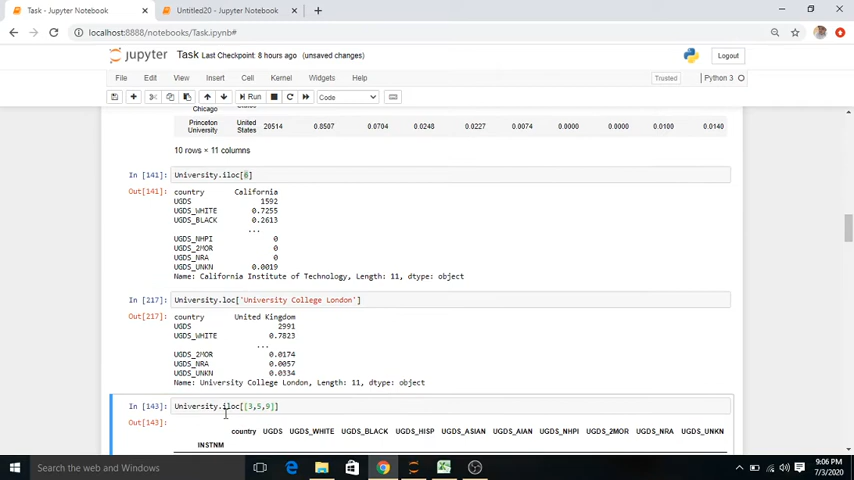 Task - Jupyter Notebook
Untitled20 - Jupyter Notebook
localhost:8888/notebooks/Task.ipynb#
jupyter Task Last Checkpoint: 8 hours ago (unsaved changes)
Logout
File Edit View Insert Cell Kernel Widgets Help
Trusted Python 3
Run Code
Chicago
Princeton University United States 20514 0.8507 0.0704 0.0248 0.0227 0.0074 0.0000 0.0000 0.0100 0.0140
10 rows × 11 columns
In [141] University.iloc[6]
Out[141]: country California
UGDS 1592
UGDS_WHITE 0.7255
UGDS_BLACK 0.2613
...
UGDS_NHPI 0
UGDS_2MOR 0
UGDS_NRA 0
UGDS_UNKN 0.0019
Name: California Institute of Technology, Length: 11, dtype: object
In [217] University.loc['University College London']
Out[217]: country United Kingdom
UGDS 2991
UGDS_WHITE 0.7823
...
UGDS_2MOR 0.0174
UGDS_NRA 0.0057
UGDS_UNKN 0.0334
Name: University College London, Length: 11, dtype: object
In [143] University.iloc[[3,5,9]]
Out[143]:
country UGDS UGDS_WHITE UGDS_BLACK UGDS_HISP UGDS_ASIAN UGDS_AIAN UGDS_NHPI UGDS_2MOR UGDS_NRA UGDS_UNKN
INSTNM
Search the web and Windows
9:06 PM
7/3/2020